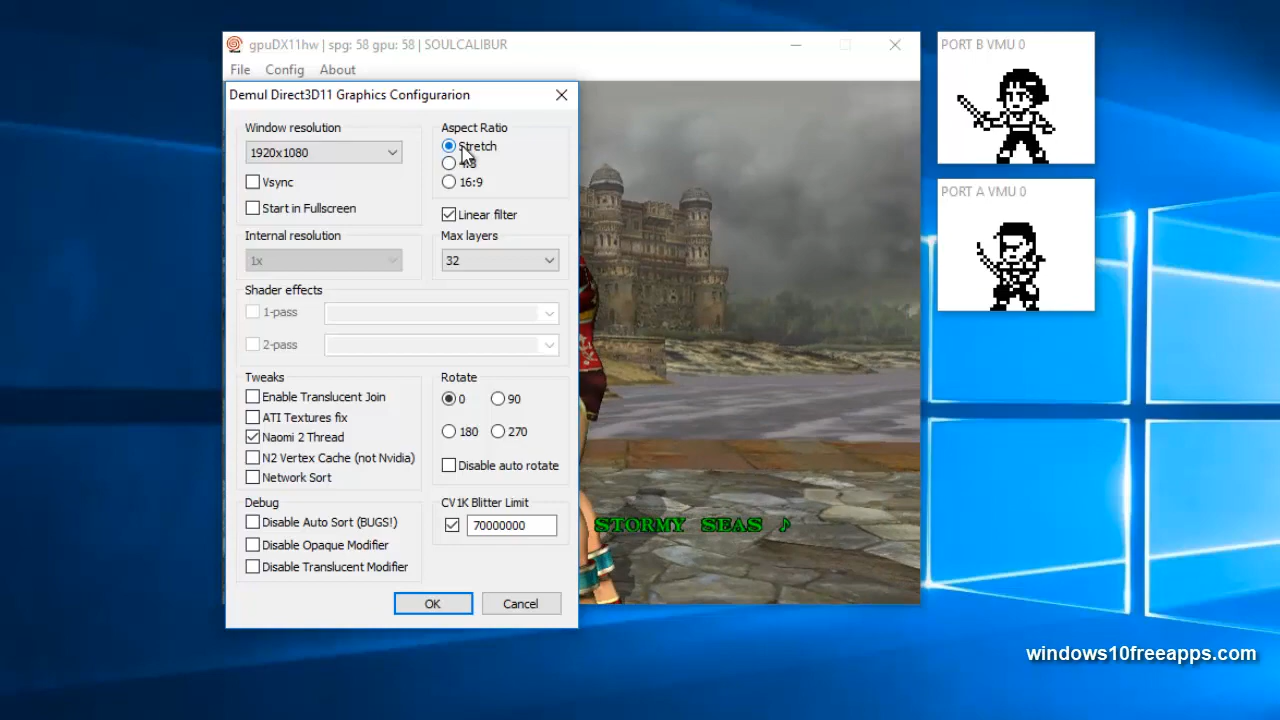 gpuDX11hw | spg: 58 gpu: 58 | SOULCALIBUR
File Config About
Demul Direct3D11 Graphics Configurarion
Window resolution
1920x1080
Vsync
Start in Fullscreen
Aspect Ratio
Stretch
16:9
Linear filter
Internal resolution
1x
Max layers
32
Shader effects
1-pass
2-pass
Tweaks
Enable Translucent Join
ATI Textures fix
Naomi 2 Thread
N2 Vertex Cache (not Nvidia)
Network Sort
Rotate
0 90
180 270
Disable auto rotate
Debug
Disable Auto Sort (BUGS!)
Disable Opaque Modifier
Disable Translucent Modifier
CV1K Blitter Limit
70000000
OK Cancel
STORMY SEAS ♪
PORT B VMU 0
PORT A VMU 0
windows10freeapps.com